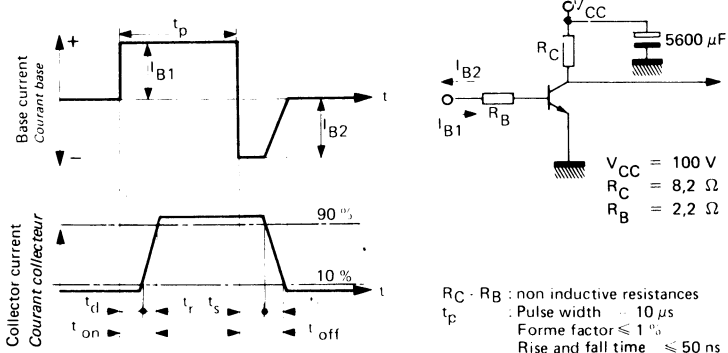 Base current
Courant base
+
−
t_p
I_B1
I_B2
t
Collector current
Courant collecteur
90 %
10 %
t
t_d
t_r
t_s
t_on
t_off
V_CC
R_C
5600 µF
I_B2
I_B1
R_B
V_CC = 100 V
R_C = 8,2 Ω
R_B = 2,2 Ω
R_C - R_B : non inductive resistances
t_p : Pulse width 10 µs
Forme factor ⩽ 1 %
Rise and fall time ⩽ 50 ns